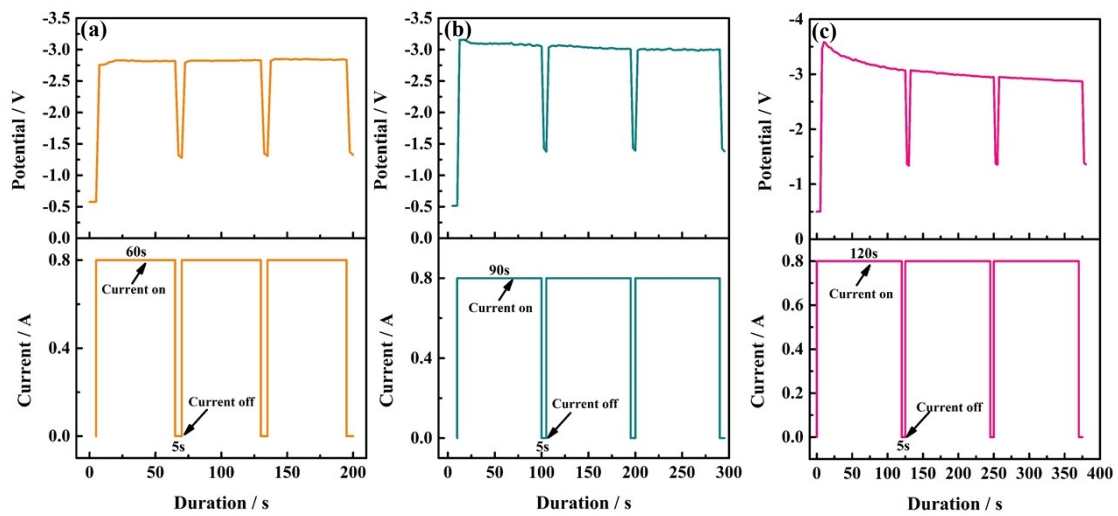 (a)
-3.5
-3.0
-2.5
-2.0
-1.5
-1.0
-0.5
0.0
Potential / V
60s
Current on
Current off
5s
0.8
0.4
0.0
Current / A
0 50 100 150 200
Duration / s
(b)
-3.5
-3.0
-2.5
-2.0
-1.5
-1.0
-0.5
0.0
Potential / V
90s
Current on
Current off
5s
0.8
0.4
0.0
Current / A
0 50 100 150 200 250 300
Duration / s
(c)
-4
-3
-2
-1
0
Potential / V
120s
Current on
Current off
5s
0.8
0.6
0.4
0.2
0.0
Current / A
0 50 100 150 200 250 300 350 400
Duration / s